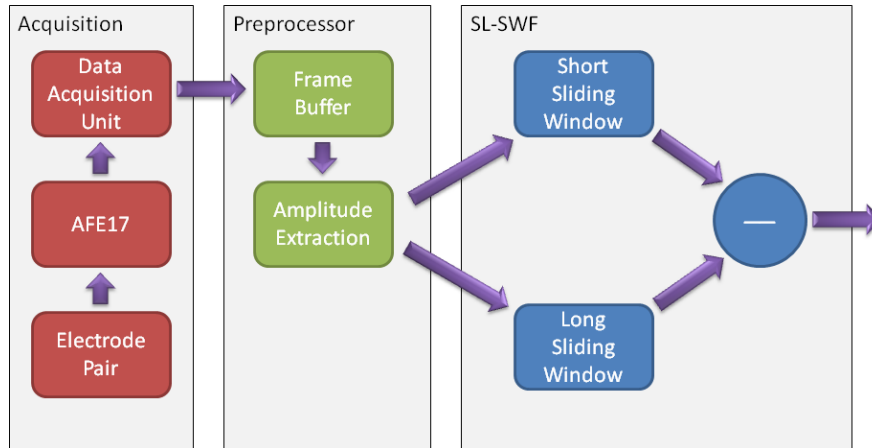 Acquisition
Data
Acquisition
Unit
AFE17
Electrode
Pair
Preprocessor
Frame
Buffer
Amplitude
Extraction
SL-SWF
Short
Sliding
Window
Long
Sliding
Window
—